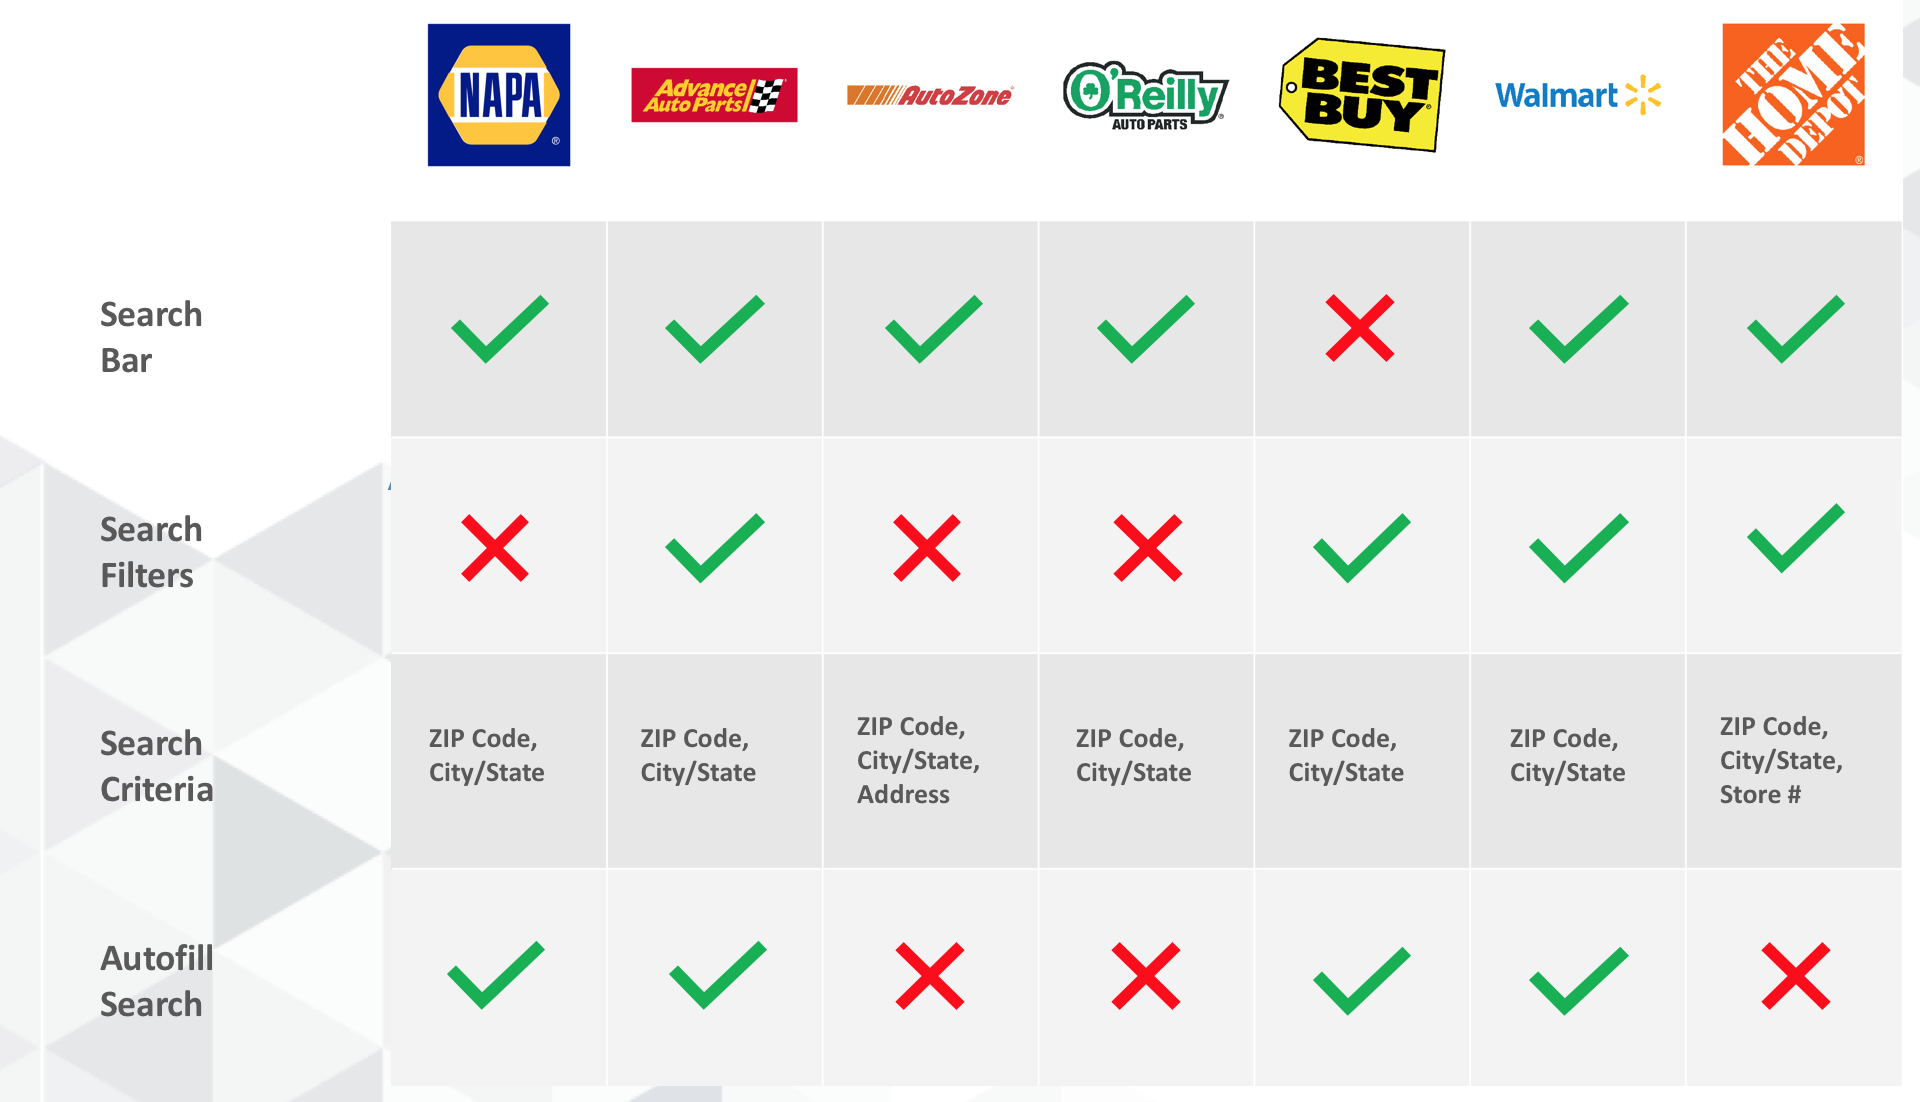 NAPA
®
Advance
Auto Parts
AutoZone
O'Reilly
AUTO PARTS
®
BEST
BUY
Walmart
THE
HOME
DEPOT
®
Search
Bar
Search
Filters
Search
Criteria
ZIP Code,
City/State
ZIP Code,
City/State
ZIP Code,
City/State,
Address
ZIP Code,
City/State
ZIP Code,
City/State
ZIP Code,
City/State
ZIP Code,
City/State,
Store #
Autofill
Search